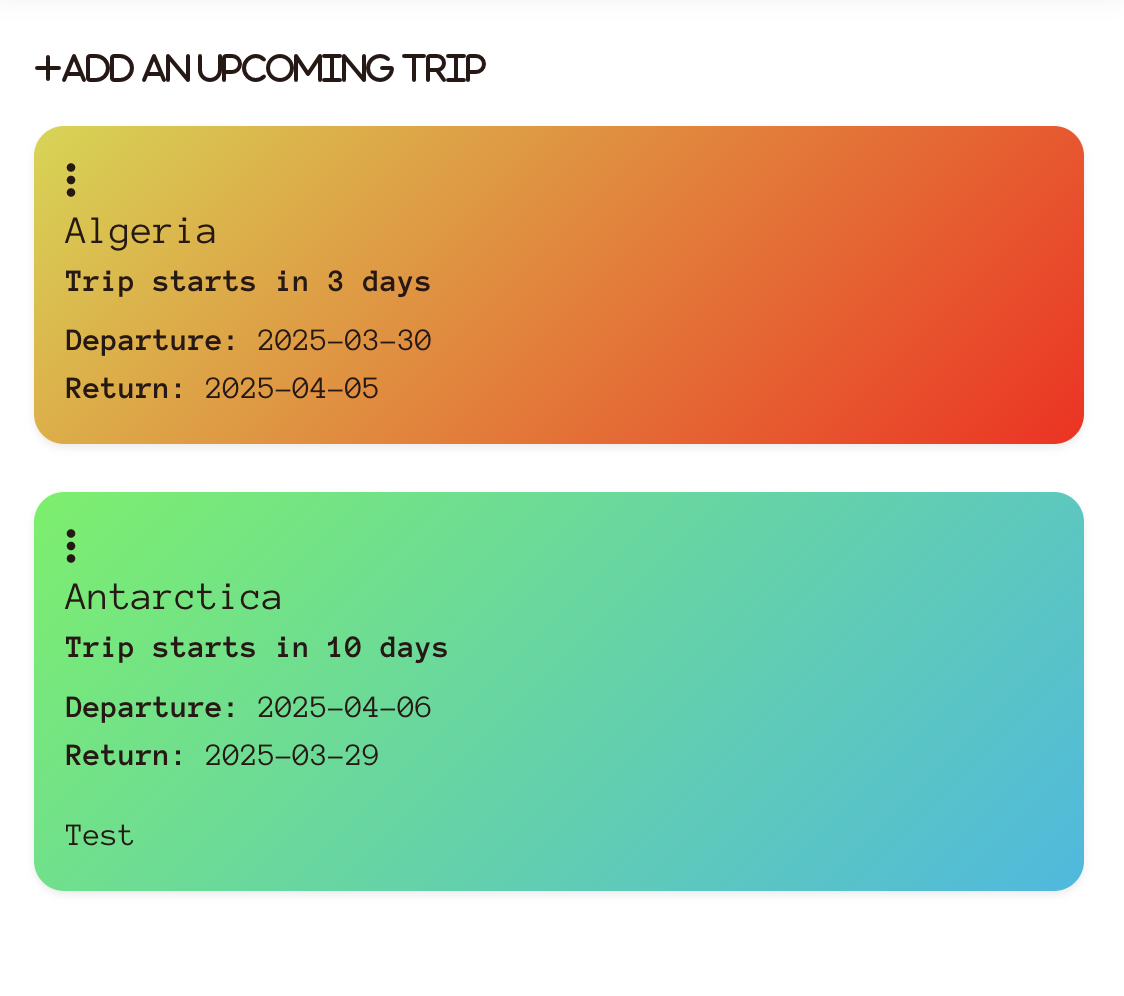 +ADD AN UPCOMING TRIP
Algeria
Trip starts in 3 days
Departure: 2025-03-30
Return: 2025-04-05
Antarctica
Trip starts in 10 days
Departure: 2025-04-06
Return: 2025-03-29
Test